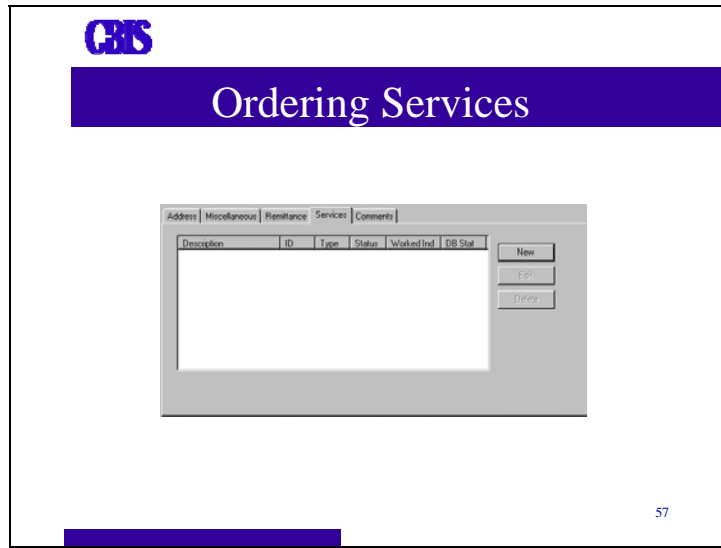 CBIS
Ordering Services
Address Miscellaneous Remittance Services Comments
Description ID Type Status Worked Ind DB Stat
New
Edit
Delete
57